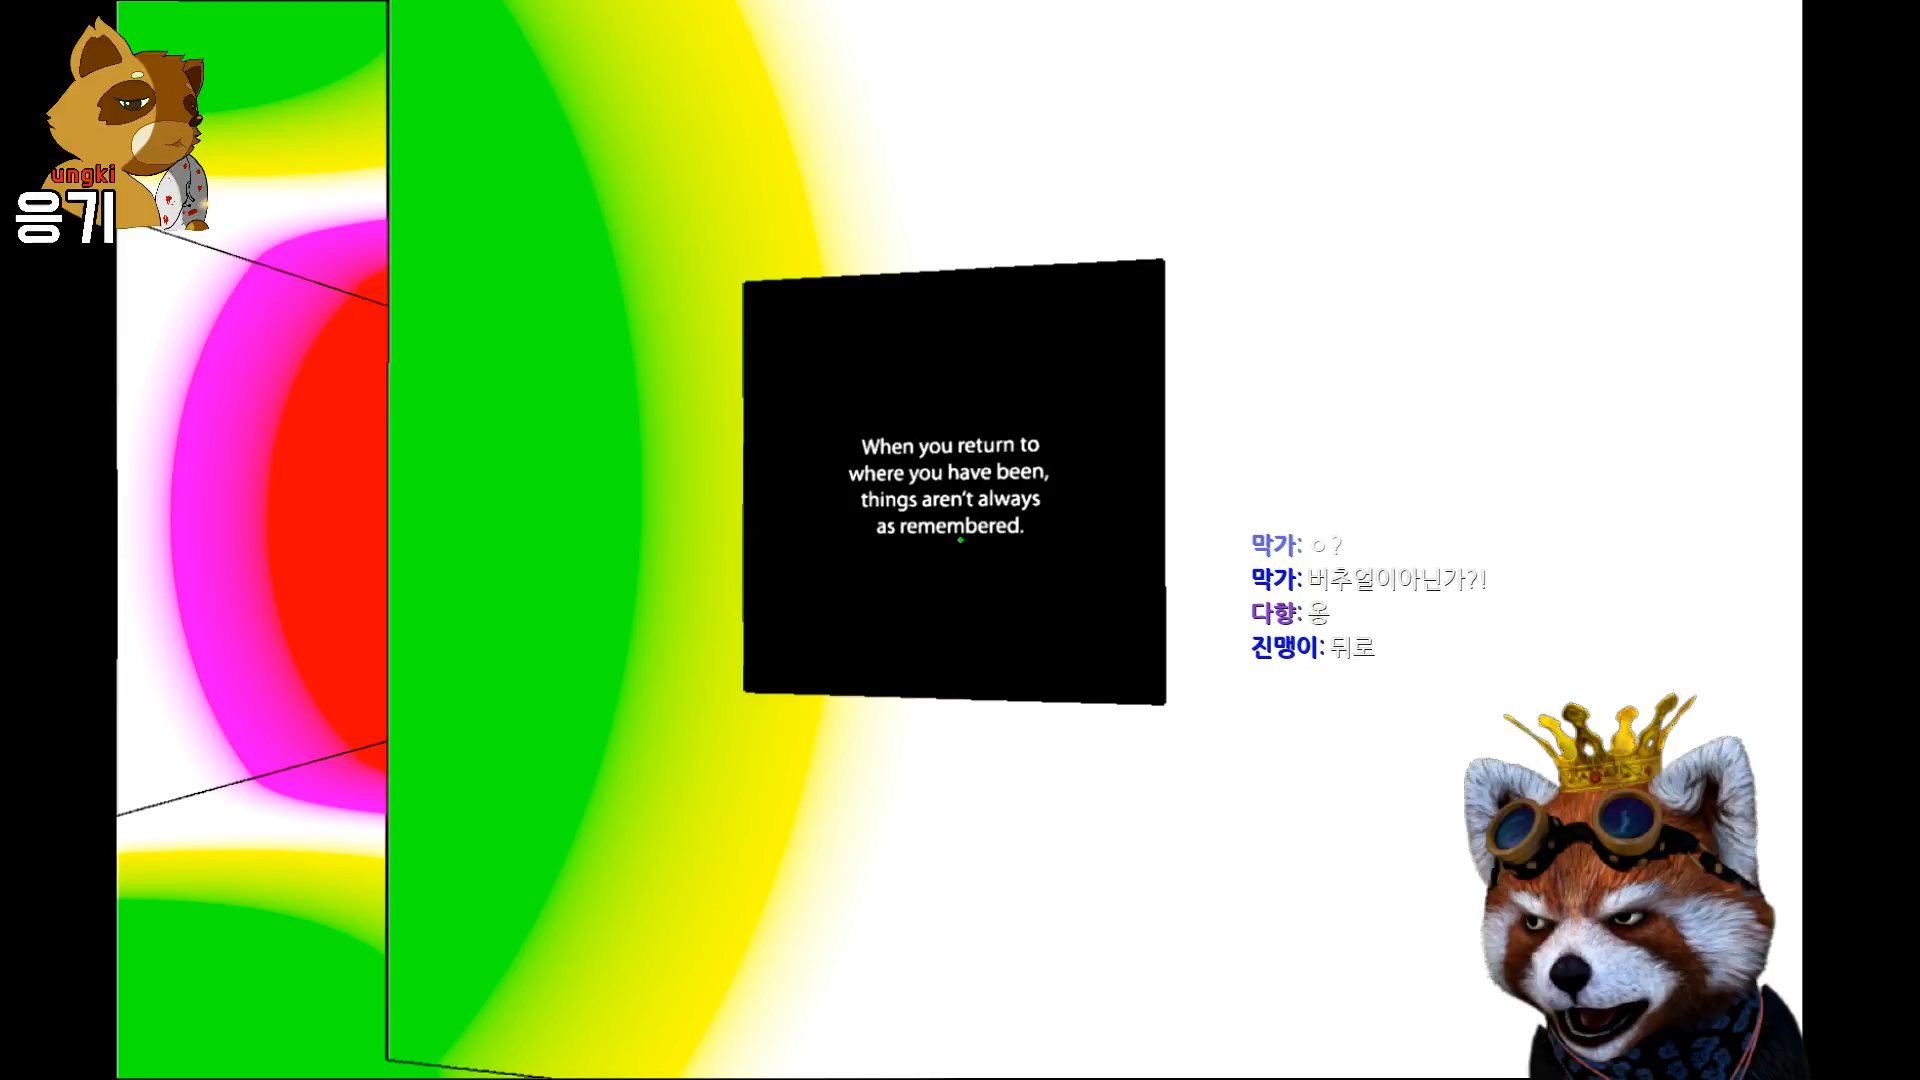 ungki
응기
When you return to
where you have been,
things aren't always
as remembered.
막가: ㅇ?
막가: 버추얼이아닌가?!
다향: 옹
진맹이: 뒤로